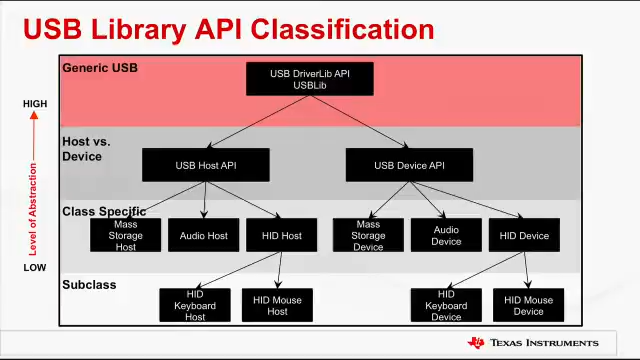 USB Library API Classification
Generic USB
USB DriverLib API
USBLib
HIGH
Level of Abstraction
LOW
Host vs.
Device
USB Host API
USB Device API
Class Specific
Mass
Storage
Host
Audio Host
HID Host
Mass
Storage
Device
Audio
Device
HID Device
Subclass
HID
Keyboard
Host
HID Mouse
Host
HID
Keyboard
Device
HID Mouse
Device
TEXAS INSTRUMENTS